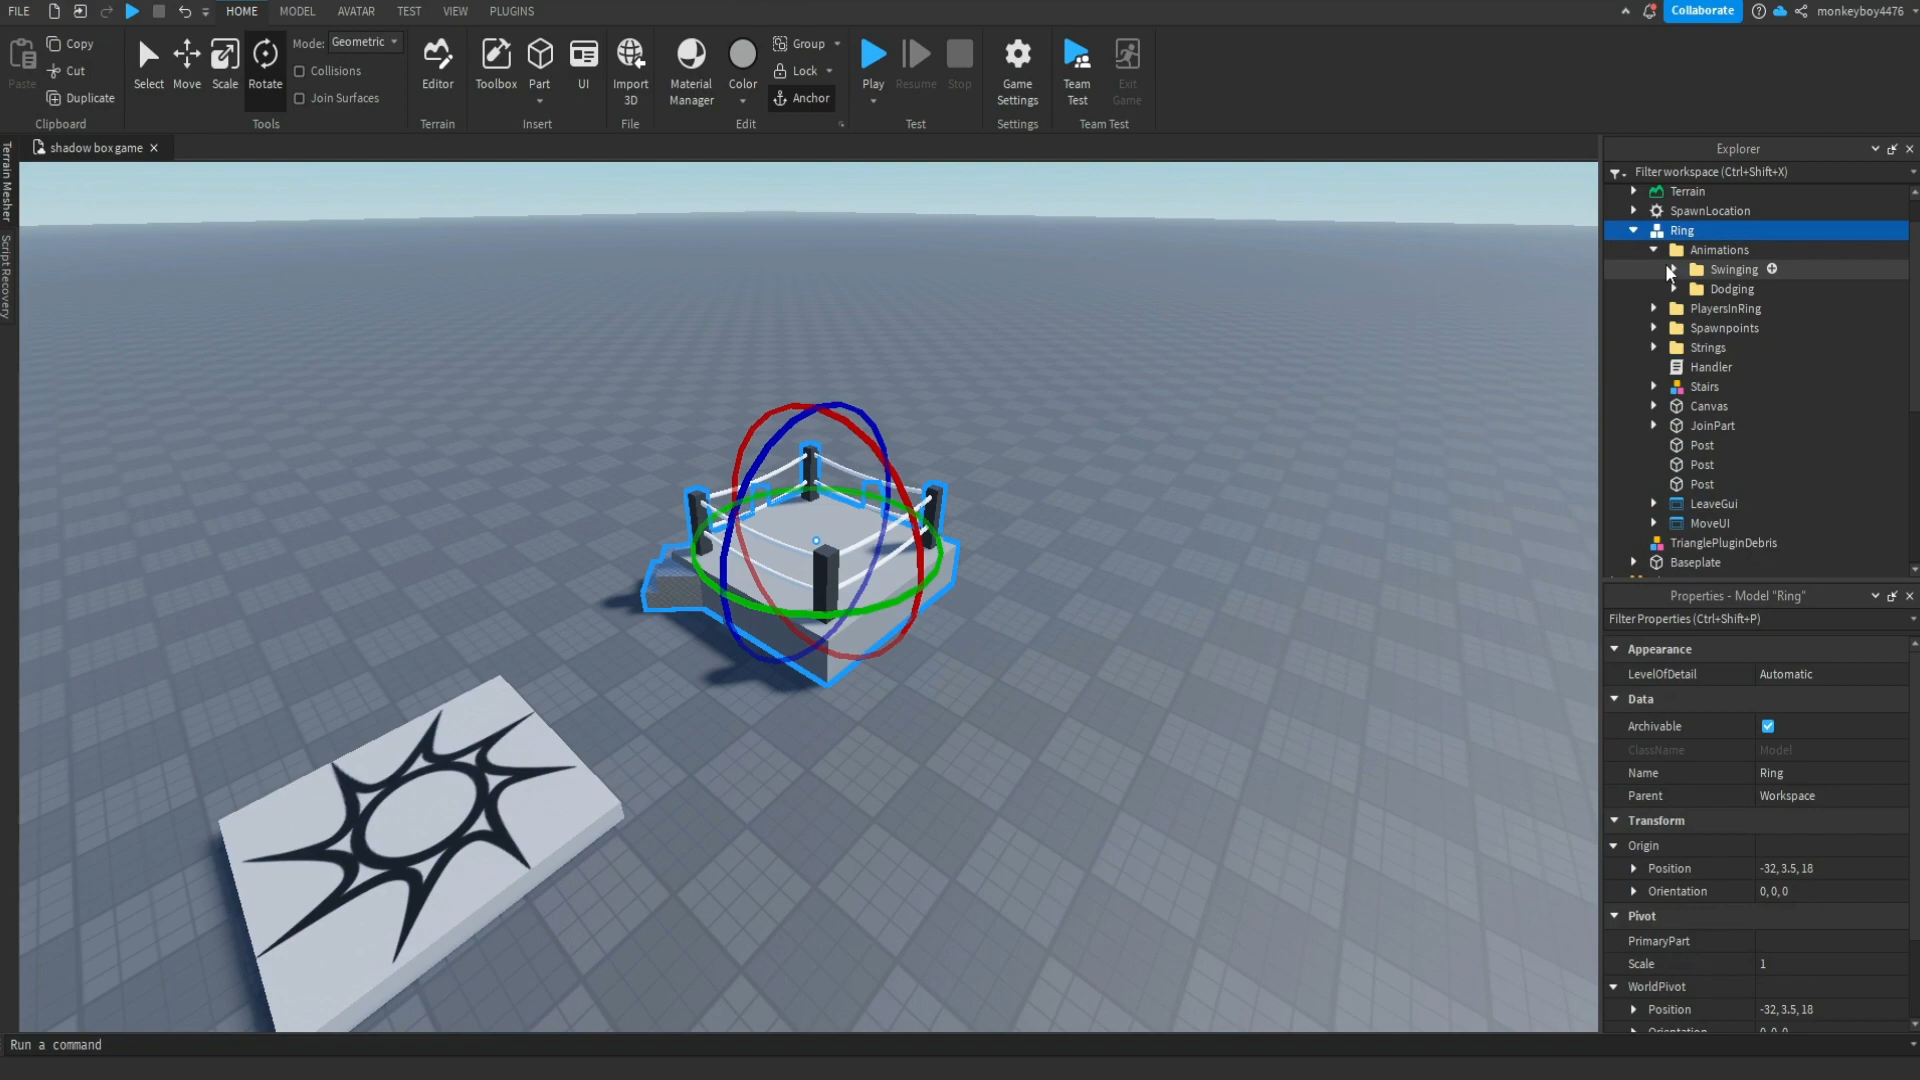 FILE HOME MODEL AVATAR TEST VIEW PLUGINS Collaborate monkeyboy4476
Paste Copy Cut Duplicate
Clipboard
Select Move Scale Rotate
Mode: Geometric
Collisions
Join Surfaces
Tools
Editor
Terrain
Toolbox Part UI
Insert
Import 3D
File
Material Manager
Color
Group
Lock
Anchor
Edit
Play Resume Stop
Test
Game Settings
Settings
Team Test
Exit Game
Team Test
Terrain Mesher
Script Recovery
shadow box game
Explorer
Filter workspace (Ctrl+Shift+X)
Terrain
SpawnLocation
Ring
Animations
Swinging
Dodging
PlayersInRing
Spawnpoints
Strings
Handler
Stairs
Canvas
JoinPart
Post
Post
Post
LeaveGui
MoveUI
TrianglePluginDebris
Baseplate
Properties - Model "Ring"
Filter Properties (Ctrl+Shift+P)
Appearance
LevelOfDetail Automatic
Data
Archivable
ClassName Model
Name Ring
Parent Workspace
Transform
Origin
Position -32, 3.5, 18
Orientation 0, 0, 0
Pivot
PrimaryPart
Scale 1
WorldPivot
Position -32, 3.5, 18
Orientation 0, 0, 0
Run a command